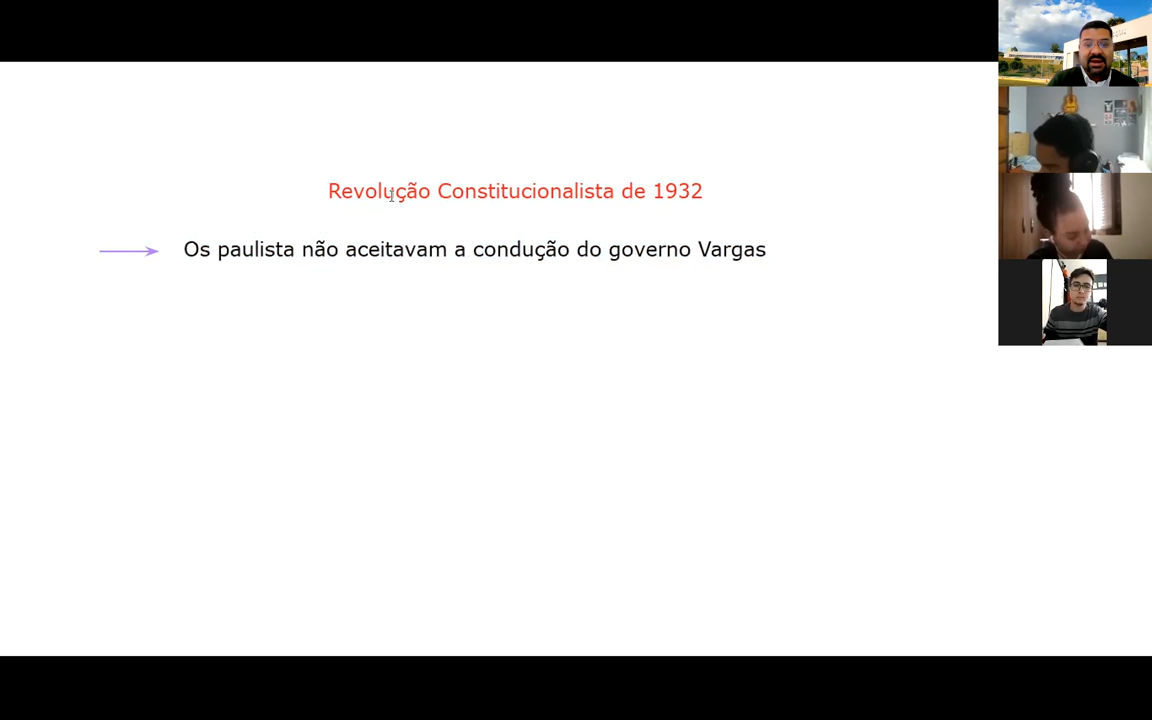 Revolução Constitucionalista de 1932
Os paulista não aceitavam a condução do governo Vargas